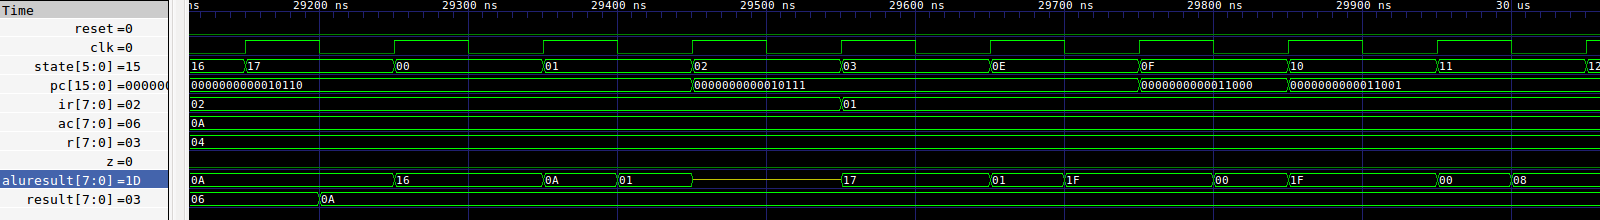 Time ns 29200 ns 29300 ns 29400 ns 29500 ns 29600 ns 29700 ns 29800 ns 29900 ns 30 us
reset=0
clk=0
state[5:0]=15 16 17 00 01 02 03 0E 0F 10 11 12
pc[15:0]=000000 0000000000010110 0000000000010111 0000000000011000 0000000000011001
ir[7:0]=02 02 01
ac[7:0]=06 0A
r[7:0]=03 04
z=0
aluresult[7:0]=1D 0A 16 0A 01 17 01 1F 00 1F 00 08
result[7:0]=03 06 0A